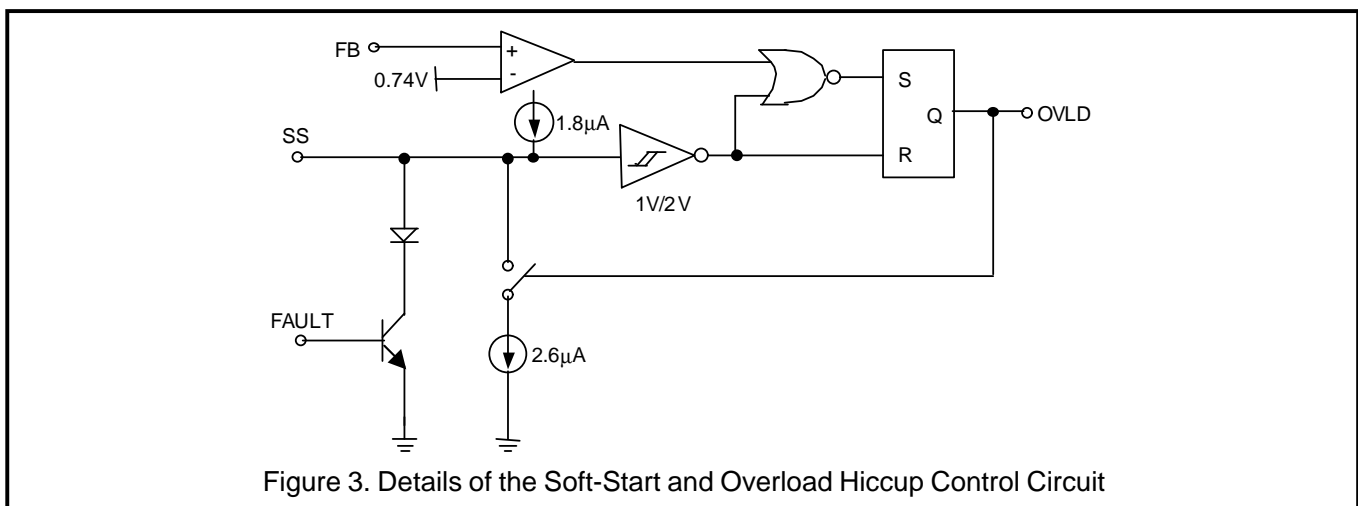 FB
+
0.74V
-
1.8μA
S
Q
OVLD
SS
R
1V/2V
FAULT
2.6μA
Figure 3. Details of the Soft-Start and Overload Hiccup Control Circuit